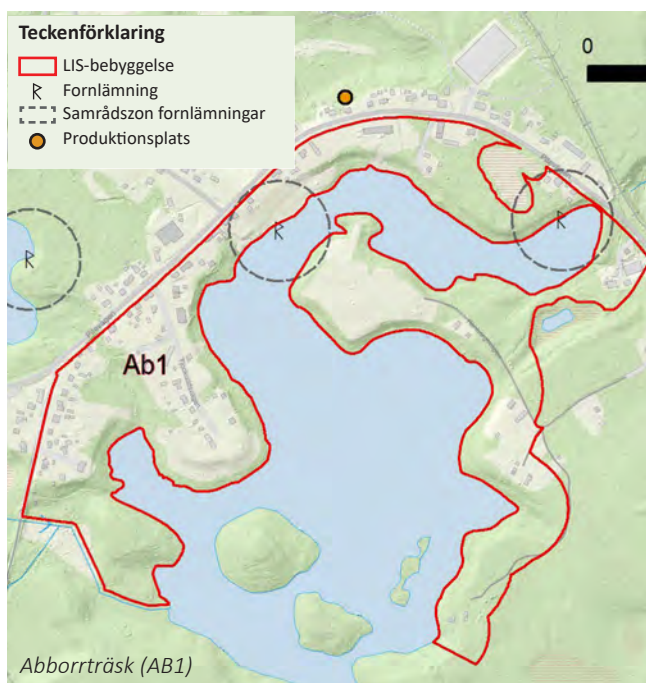 Teckenförklaring
LIS-bebyggelse
R Fornlämning
Samrådszon fornlämningar
Produktionsplats
0
R
R
R
Ab1
Abborrträsk (AB1)